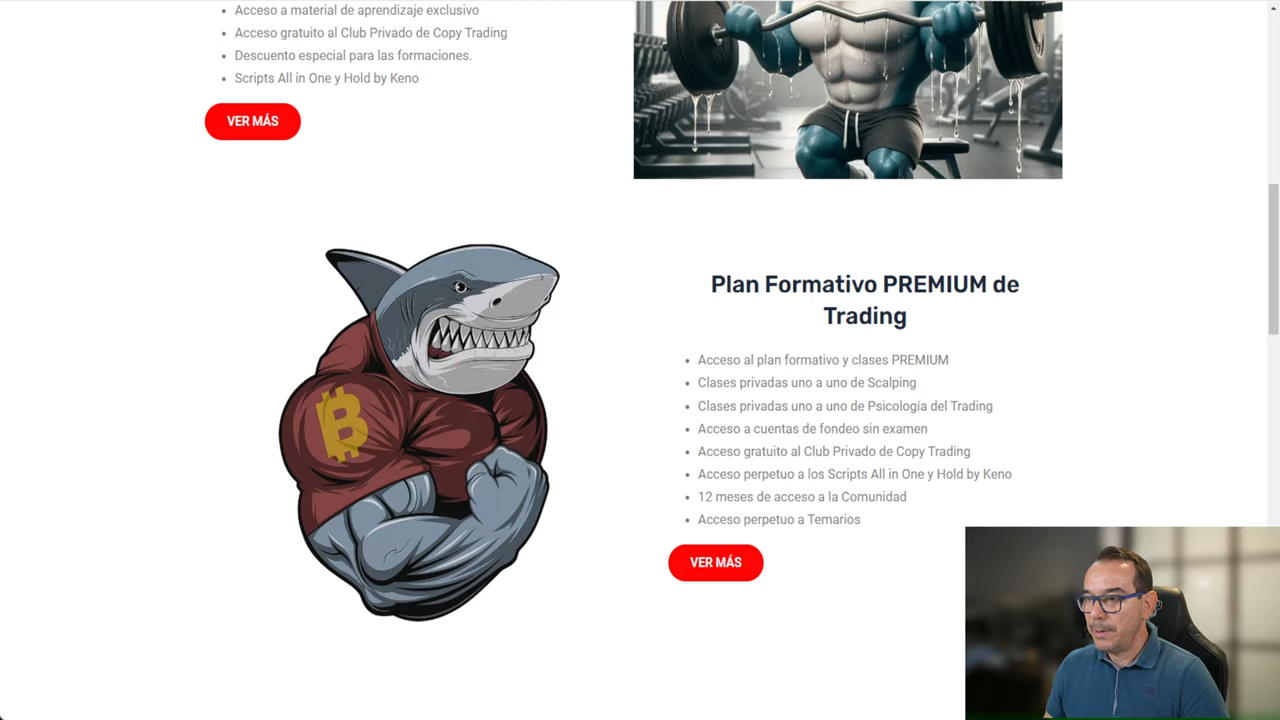 Acceso a material de aprendizaje exclusivo
Acceso gratuito al Club Privado de Copy Trading
Descuento especial para las formaciones.
Scripts All in One y Hold by Keno
VER MÁS
Plan Formativo PREMIUM de
Trading
Acceso al plan formativo y clases PREMIUM
Clases privadas uno a uno de Scalping
Clases privadas uno a uno de Psicología del Trading
Acceso a cuentas de fondeo sin examen
Acceso gratuito al Club Privado de Copy Trading
Acceso perpetuo a los Scripts All in One y Hold by Keno
12 meses de acceso a la Comunidad
Acceso perpetuo a Temarios
VER MÁS